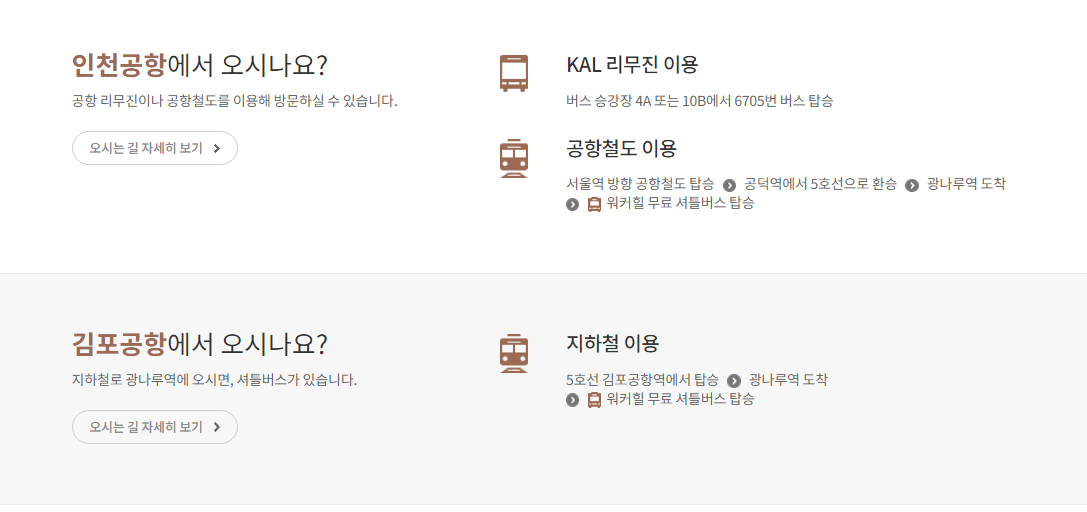 인천공항에서 오시나요?
공항 리무진이나 공항철도를 이용해 방문하실 수 있습니다.
오시는 길 자세히 보기
KAL 리무진 이용
버스 승강장 4A 또는 10B에서 6705번 버스 탑승
공항철도 이용
서울역 방향 공항철도 탑승 공덕역에서 5호선으로 환승 광나루역 도착
워커힐 무료 셔틀버스 탑승
김포공항에서 오시나요?
지하철로 광나루역에 오시면, 셔틀버스가 있습니다.
오시는 길 자세히 보기
지하철 이용
5호선 김포공항역에서 탑승 광나루역 도착
워커힐 무료 셔틀버스 탑승